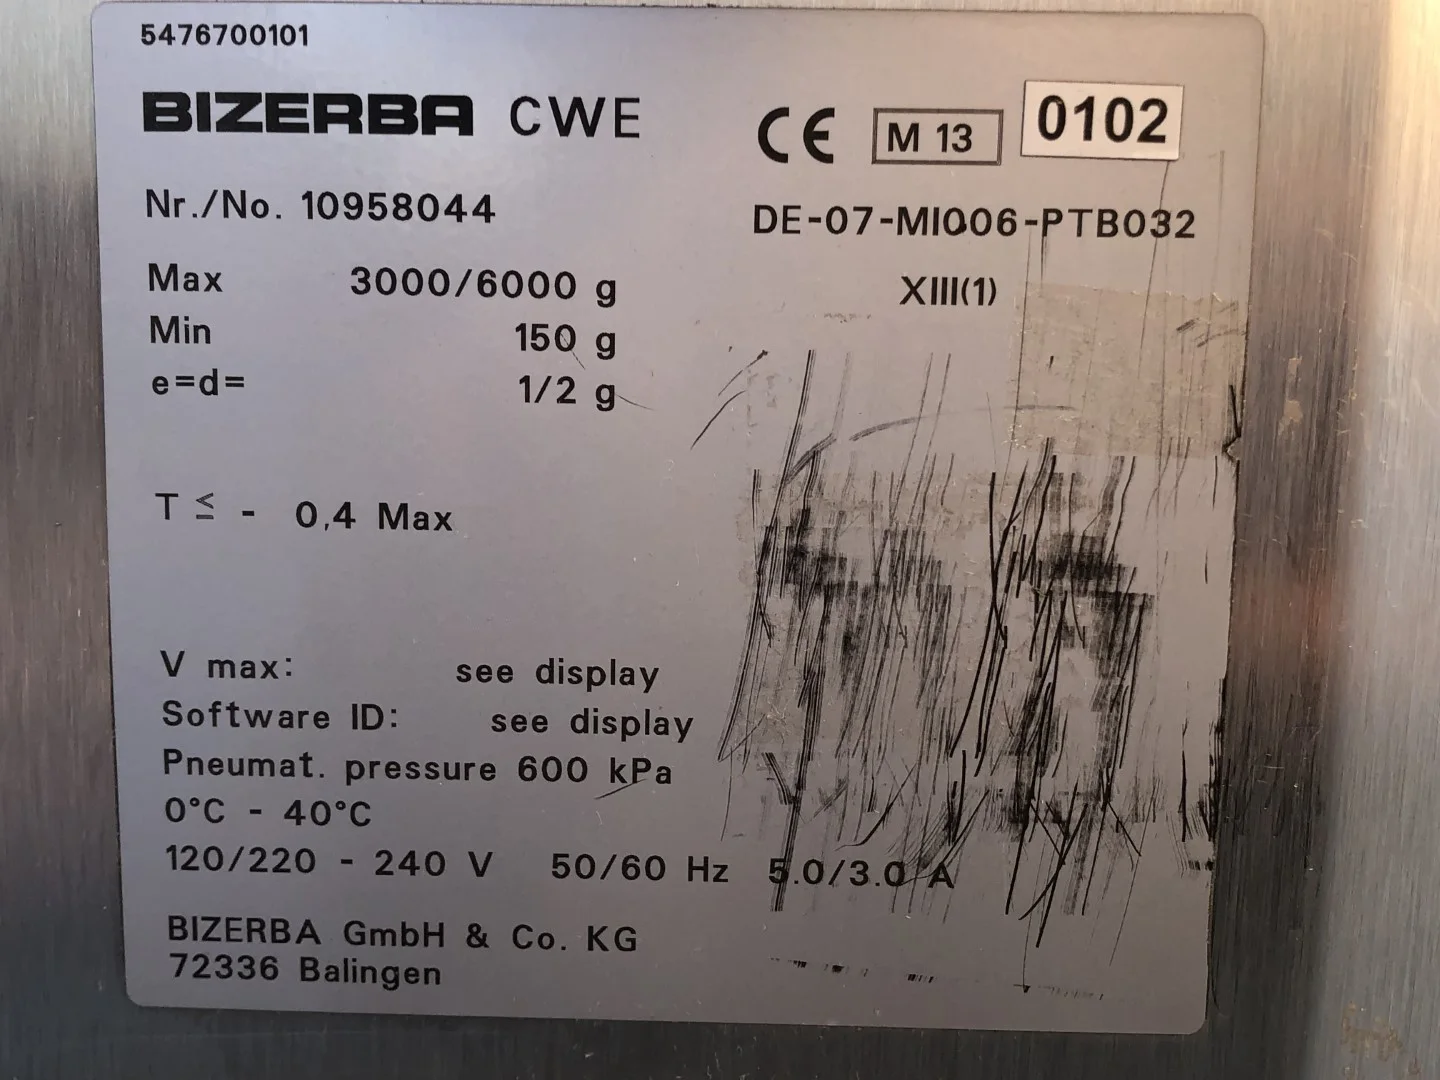 5476700101
BIZERBA CWE
CE M 13 0102
Nr./No. 10958044
DE-07-MI006-PTB032
Max 3000/6000 g
XIII(1)
Min 150 g
e=d= 1/2 g
T ≤ - 0,4 Max
V max: see display
Software ID: see display
Pneumat. pressure 600 kPa
0°C - 40°C
120/220 - 240 V 50/60 Hz 5.0/3.0 A
BIZERBA GmbH & Co. KG
72336 Balingen